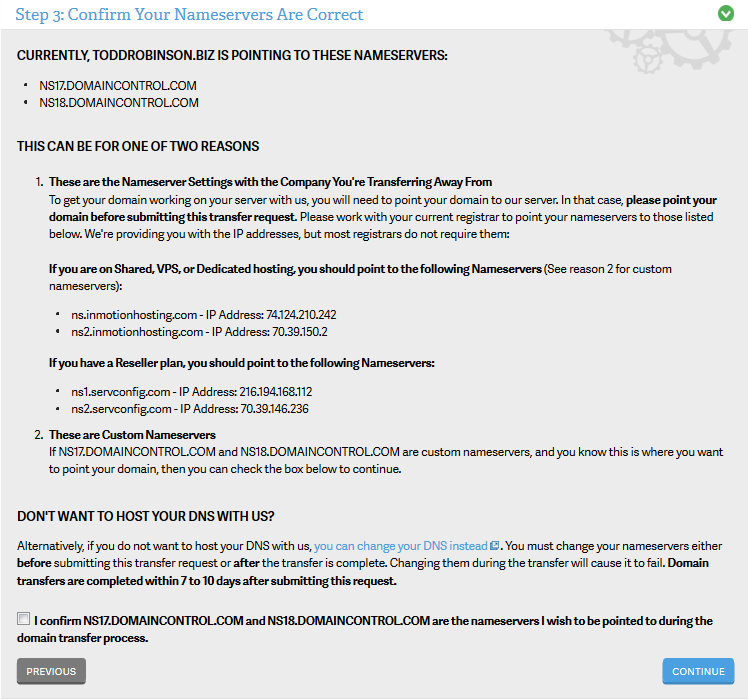 Step 3: Confirm Your Nameservers Are Correct
CURRENTLY, TODDROBINSON.BIZ IS POINTING TO THESE NAMESERVERS:
• NS17.DOMAINCONTROL.COM
• NS18.DOMAINCONTROL.COM
THIS CAN BE FOR ONE OF TWO REASONS
1. These are the Nameserver Settings with the Company You're Transferring Away From
To get your domain working on your server with us, you will need to point your domain to our server. In that case, please point your
domain before submitting this transfer request. Please work with your current registrar to point your nameservers to those listed
below. We're providing you with the IP addresses, but most registrars do not require them:
If you are on Shared, VPS, or Dedicated hosting, you should point to the following Nameservers (See reason 2 for custom
nameservers):
• ns.inmotionhosting.com - IP Address: 74.124.210.242
• ns2.inmotionhosting.com - IP Address: 70.39.150.2
If you have a Reseller plan, you should point to the following Nameservers:
• ns1.servconfig.com - IP Address: 216.194.168.112
• ns2.servconfig.com - IP Address: 70.39.146.236
2. These are Custom Nameservers
If NS17.DOMAINCONTROL.COM and NS18.DOMAINCONTROL.COM are custom nameservers, and you know this is where you want
to point your domain, then you can check the box below to continue.
DON'T WANT TO HOST YOUR DNS WITH US?
Alternatively, if you do not want to host your DNS with us, you can change your DNS instead. You must change your nameservers either
before submitting this transfer request or after the transfer is complete. Changing them during the transfer will cause it to fail. Domain
transfers are completed within 7 to 10 days after submitting this request.
I confirm NS17.DOMAINCONTROL.COM and NS18.DOMAINCONTROL.COM are the nameservers I wish to be pointed to during the
domain transfer process.
PREVIOUS
CONTINUE